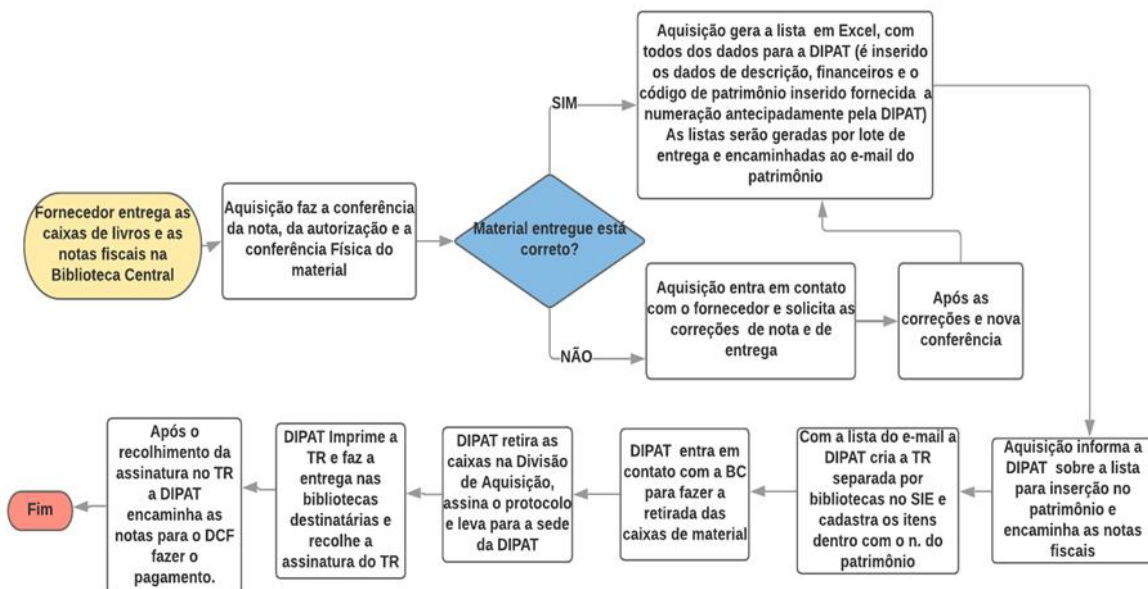 Fornecedor entrega as
caixas de livros e as
notas fiscais na
Biblioteca Central
Aquisição faz a conferência
da nota, da autorização e a
conferência Física do
material
Material entregue está
correto?
SIM
Aquisição gera a lista em Excel, com
todos dos dados para a DIPAT (é inserido
os dados de descrição, financeiros e o
código de patrimônio inserido fornecida a
numeração antecipadamente pela DIPAT)
As listas serão geradas por lote de
entrega e encaminhadas ao e-mail do
patrimônio
NÃO
Aquisição entra em contato
com o fornecedor e solicita as
correções de nota e de
entrega
Após as
correções e nova
conferência
Aquisição informa a
DIPAT sobre a lista
para inserção no
patrimônio e
encaminha as notas
fiscais
Com a lista do e-mail a
DIPAT cria a TR
separada por
bibliotecas no SIE e
cadastra os itens
dentro com o n. do
patrimônio
DIPAT entra em
contato com a BC
para fazer a
retirada das
caixas de material
DIPAT retira as
caixas na Divisão
de Aquisição,
assina o protocolo
e leva para a sede
da DIPAT
DIPAT Imprime a
TR e faz a
entrega nas
bibliotecas
destinatárias e
recolhe a
assinatura do TR
Após o
recolhimento da
assinatura no TR
a DIPAT
encaminha as
notas para o DCF
fazer o
pagamento.
Fim